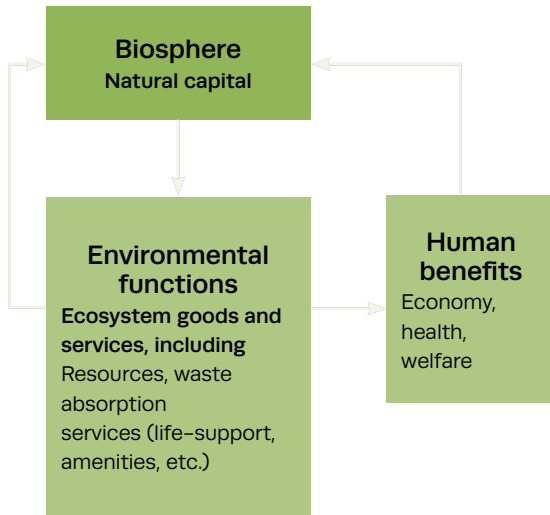 Biosphere
Natural capital
Environmental
functions
Ecosystem goods and
services, including
Resources, waste
absorption
services (life-support,
amenities, etc.)
Human
benefits
Economy,
health,
welfare